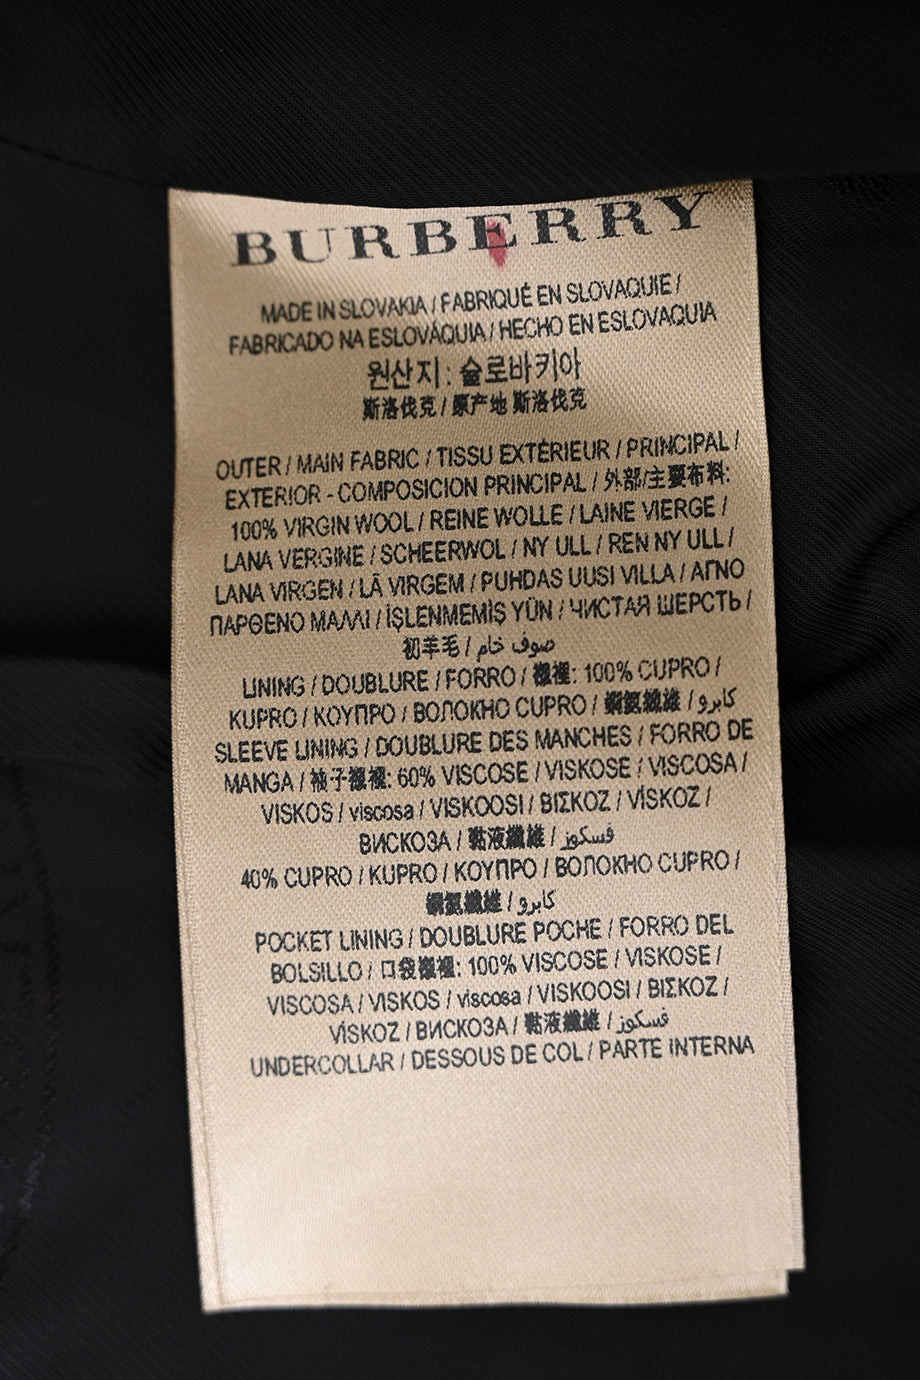 BURBERRY
MADE IN SLOVAKIA / FABRIQUÉ EN SLOVAQUIE /
FABRICADO NA ESLOVÁQUIA / HECHO EN ESLOVAQUIA
원산지 : 슬로바키아
斯洛伐克 / 原产地 斯洛伐克
OUTER / MAIN FABRIC / TISSU EXTÉRIEUR / PRINCIPAL /
EXTERIOR - COMPOSICION PRINCIPAL / 外部/主要布料:
100% VIRGIN WOOL / REINE WOLLE / LAINE VIERGE /
LANA VERGINE / SCHEERWOL / NY ULL / REN NY ULL /
LANA VIRGEN / LÃ VIRGEM / PUHDAS UUSI VILLA / ΑΓΝΟ
ΠΑΡΘΕΝΟ ΜΑΛΛΙ / İŞLENMEMİŞ YÜN / ЧИСТАЯ ШЕРСТЬ /
初羊毛 / صوف خام
LINING / DOUBLURE / FORRO / 襯裡: 100% CUPRO /
KUPRO / ΚΟΥΠΡΟ / ВОЛОКНО CUPRO / 銅氨纖維 / كابرو
SLEEVE LINING / DOUBLURE DES MANCHES / FORRO DE
MANGA / 袖子襯裡: 60% VISCOSE / VISKOSE / VISCOSA /
VISKOS / viscosa / VISKOOSI / ΒΙΣΚΟΖ / VİSKOZ /
ВИСКОЗА / 黏液纖維 / فسكوز
40% CUPRO / KUPRO / ΚΟΥΠΡΟ / ВОЛОКНО CUPRO /
銅氨纖維 / كابرو
POCKET LINING / DOUBLURE POCHE / FORRO DEL
BOLSILLO / 口袋襯裡: 100% VISCOSE / VISKOSE /
VISCOSA / VISKOS / viscosa / VISKOOSI / ΒΙΣΚΟΖ /
VİSKOZ / ВИСКОЗА / 黏液纖維 / فسكوز
UNDERCOLLAR / DESSOUS DE COL / PARTE INTERNA